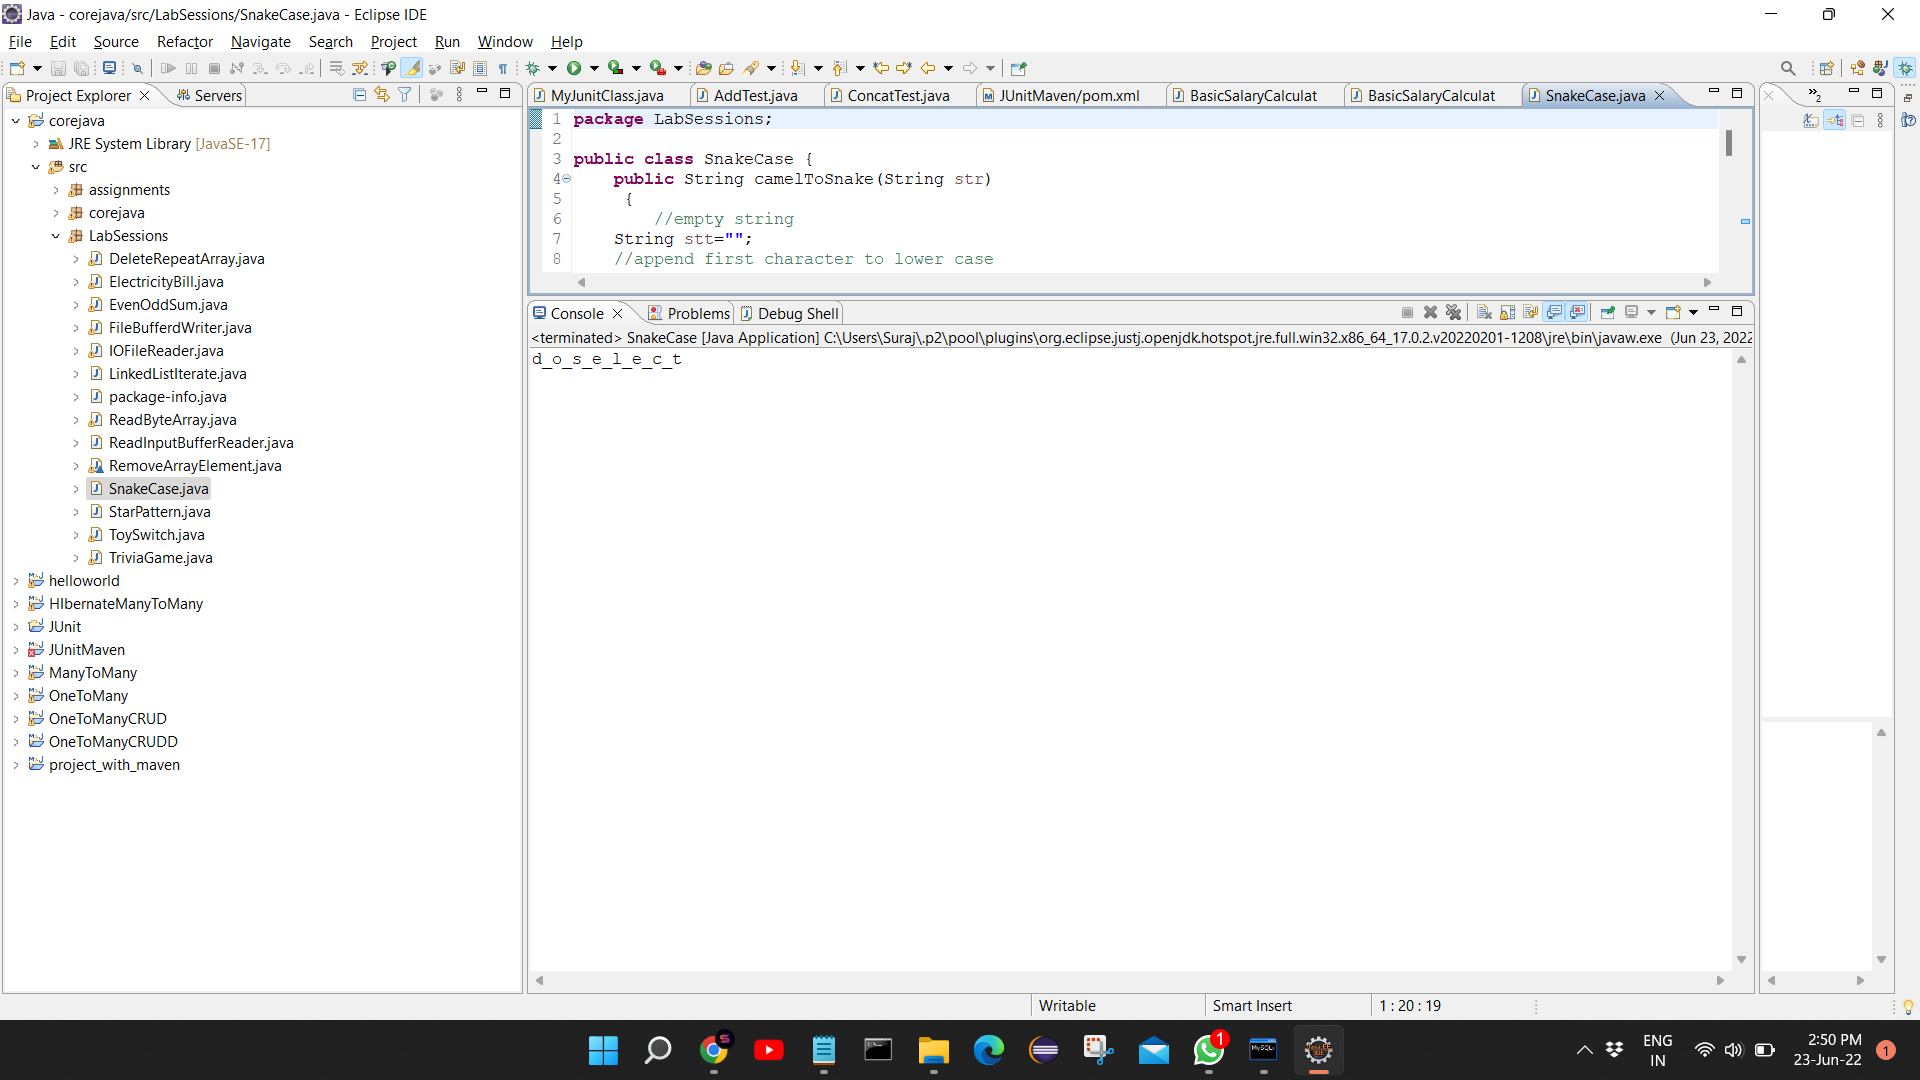 Java - corejava/src/LabSessions/SnakeCase.java - Eclipse IDE
File Edit Source Refactor Navigate Search Project Run Window Help
Project Explorer Servers
MyJunitClass.java AddTest.java ConcatTest.java JUnitMaven/pom.xml BasicSalaryCalculat BasicSalaryCalculat SnakeCase.java
»2
corejava
JRE System Library [JavaSE-17]
src
assignments
corejava
LabSessions
DeleteRepeatArray.java
ElectricityBill.java
EvenOddSum.java
FileBufferdWriter.java
IOFileReader.java
LinkedListIterate.java
package-info.java
ReadByteArray.java
ReadInputBufferReader.java
RemoveArrayElement.java
SnakeCase.java
StarPattern.java
ToySwitch.java
TriviaGame.java
helloworld
HIbernateManyToMany
JUnit
JUnitMaven
ManyToMany
OneToMany
OneToManyCRUD
OneToManyCRUDD
project_with_maven
1 package LabSessions;
2
3 public class SnakeCase {
4 public String camelToSnake(String str)
5 {
6 //empty string
7 String stt="";
8 //append first character to lower case
Console Problems Debug Shell
<terminated> SnakeCase [Java Application] C:\Users\Suraj\.p2\pool\plugins\org.eclipse.justj.openjdk.hotspot.jre.full.win32.x86_64_17.0.2.v20220201-1208\jre\bin\javaw.exe (Jun 23, 2022
d_o_s_e_l_e_c_t
Writable Smart Insert 1 : 20 : 19
1
MySQL
ENG
IN
2:50 PM
23-Jun-22
1